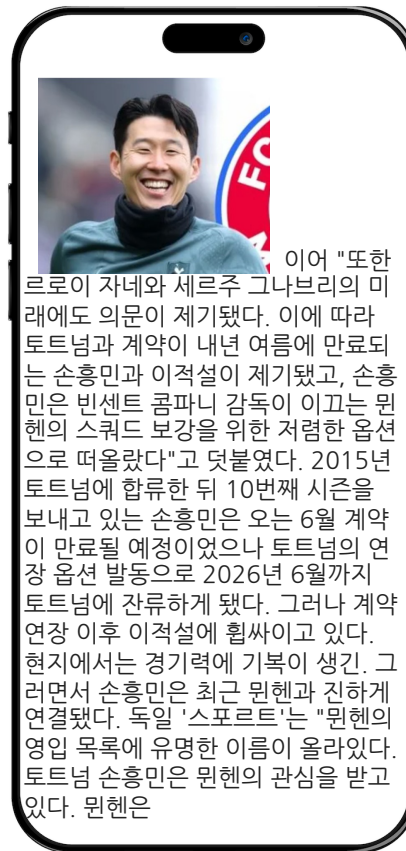 FC
이어 "또한
르로이 자네와 세르주 그나브리의 미
래에도 의문이 제기됐다. 이에 따라
토트넘과 계약이 내년 여름에 만료되
는 손흥민과 이적설이 제기됐고, 손흥
민은 빈센트 콤파니 감독이 이끄는 뮌
헨의 스쿼드 보강을 위한 저렴한 옵션
으로 떠올랐다"고 덧붙였다. 2015년
토트넘에 합류한 뒤 10번째 시즌을
보내고 있는 손흥민은 오는 6월 계약
이 만료될 예정이었으나 토트넘의 연
장 옵션 발동으로 2026년 6월까지
토트넘에 잔류하게 됐다. 그러나 계약
연장 이후 이적설에 휩싸이고 있다.
현지에서는 경기력에 기복이 생긴. 그
러면서 손흥민은 최근 뮌헨과 진하게
연결됐다. 독일 '스포르트'는 "뮌헨의
영입 목록에 유명한 이름이 올라있다.
토트넘 손흥민은 뮌헨의 관심을 받고
있다. 뮌헨은